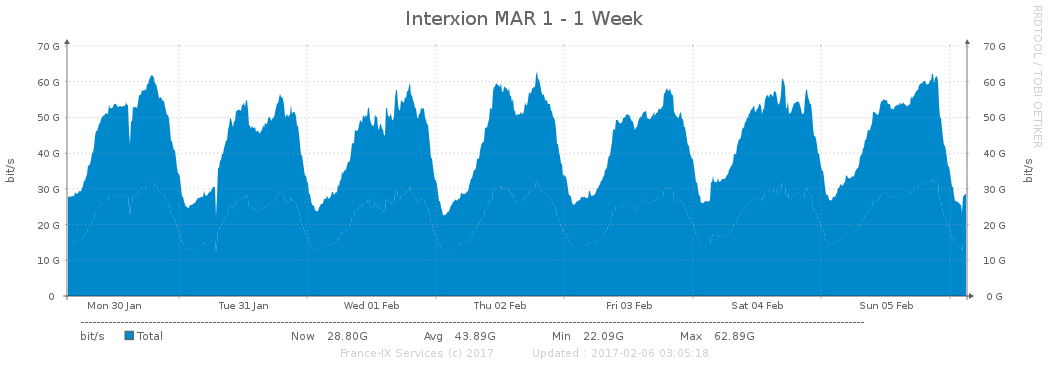 Interxion MAR 1 - 1 Week
RRDTOOL / TOBI OETIKER
70 G 70 G
60 G 60 G
50 G 50 G
40 G 40 G
bit/s bit/s
30 G 30 G
20 G 20 G
10 G 10 G
0 0 G
Mon 30 Jan Tue 31 Jan Wed 01 Feb Thu 02 Feb Fri 03 Feb Sat 04 Feb Sun 05 Feb
bit/s Total Now 28.80G Avg 43.89G Min 22.09G Max 62.89G
France-IX Services (c) 2017 Updated : 2017-02-06 03:05:18